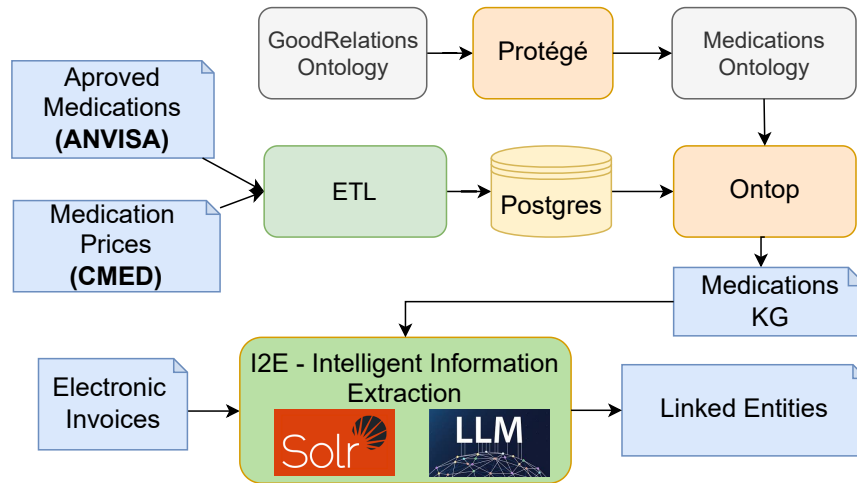 GoodRelations
Ontology
Protégé
Medications
Ontology
Aproved
Medications
(ANVISA)
Medication
Prices
(CMED)
ETL
Postgres
Ontop
Medications
KG
Electronic
Invoices
I2E - Intelligent Information
Extraction
Solr
LLM
Linked Entities